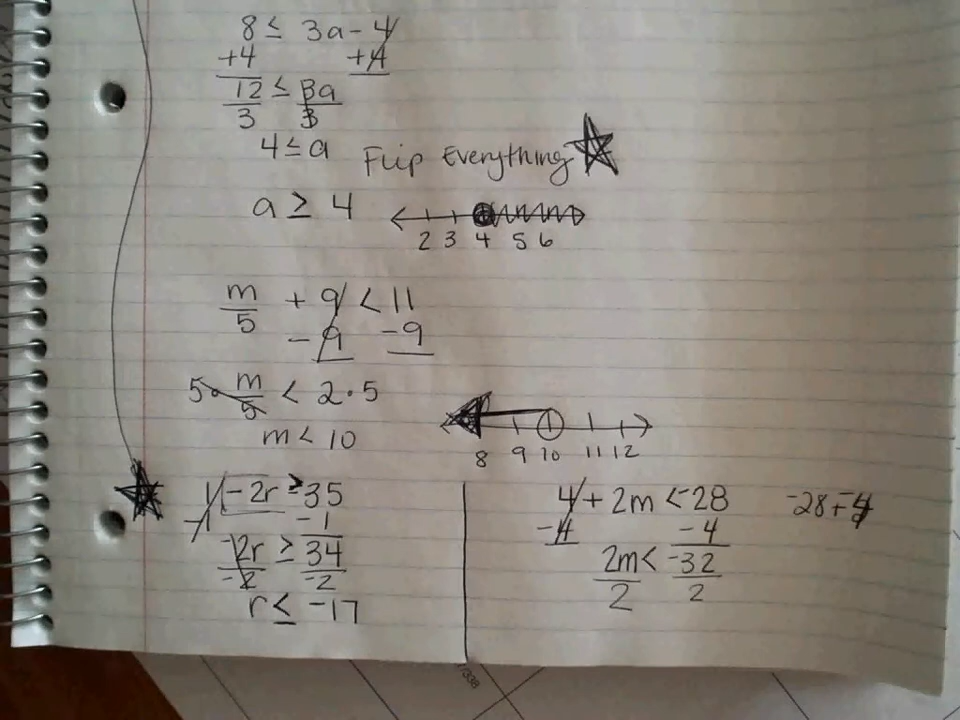 8 ≤ 3a - 4
+4 +4
12 ≤ 3a
3 3
4 ≤ a Flip Everything
a ≥ 4
2 3 4 5 6
m/5 + 9 < 11
- 9 -9
5 · m/5 < 2 · 5
m < 10
8 9 10 11 12
1 -2r ≥ 35
-1 -1
-2r ≥ 34
-2 -2
r ≤ -17
4 + 2m < -28 -28 + -4
-4 -4
2m < -32
2 2
1/338